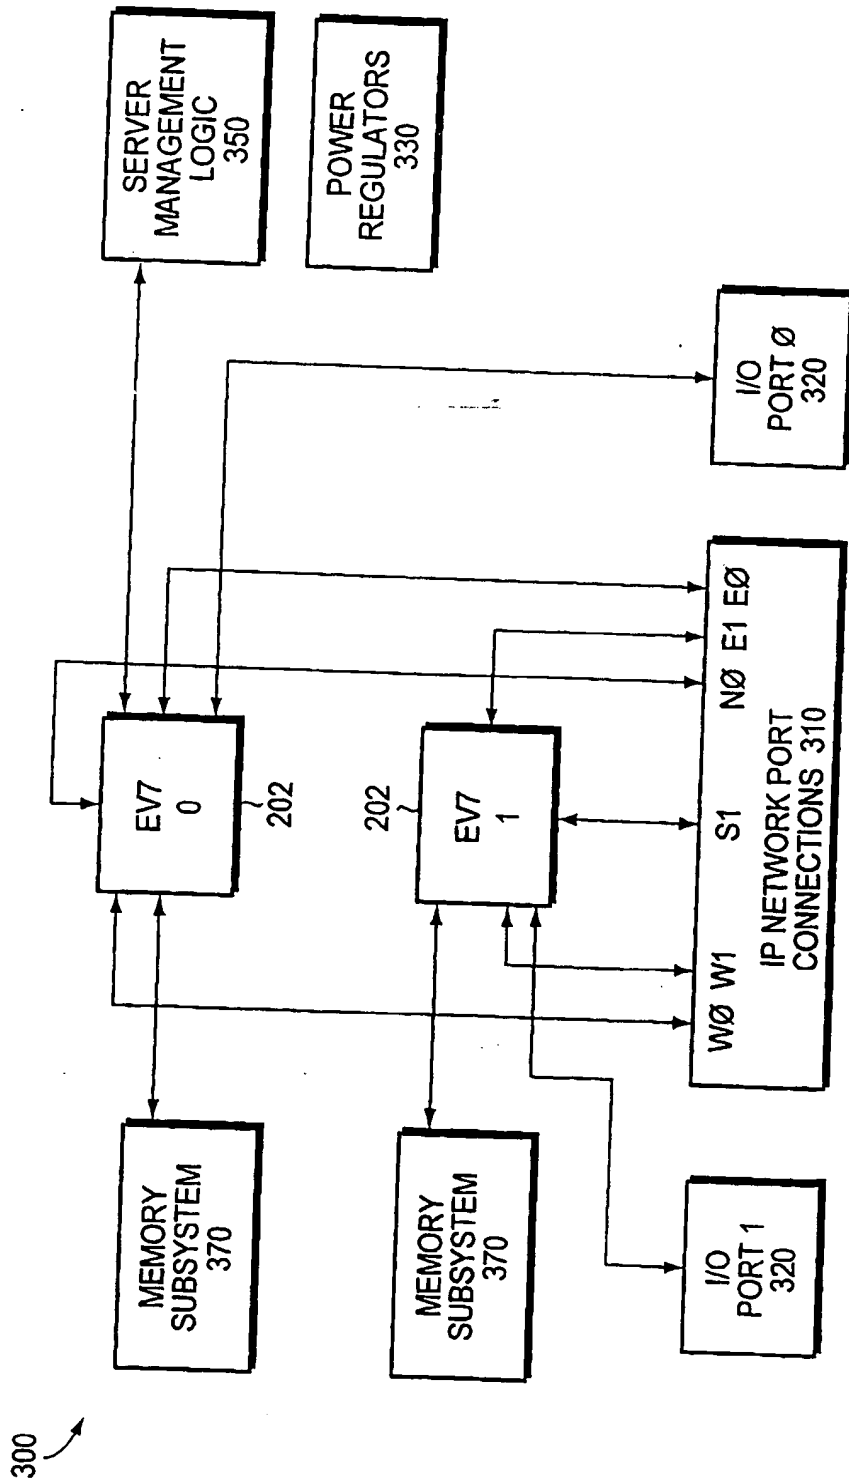 300
MEMORY
SUBSYSTEM
370
EV7
0
202
SERVER
MANAGEMENT
LOGIC
350
MEMORY
SUBSYSTEM
370
202
EV7
1
POWER
REGULATORS
330
I/O
PORT 1
320
WØ W1 S1 NØ E1 EØ
IP NETWORK PORT
CONNECTIONS 310
I/O
PORT Ø
320